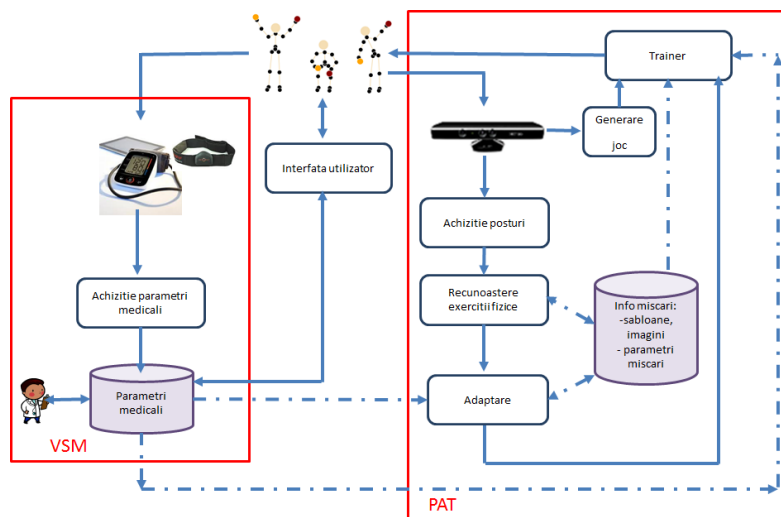 Trainer
Generare
joc
Interfata utilizator
Achizitie posturi
Achizitie parametri
medicali
Recunoastere
exercitii fizice
Info miscari:
-sabloane,
imagini
- parametri
miscari
Parametri
medicali
Adaptare
VSM
PAT